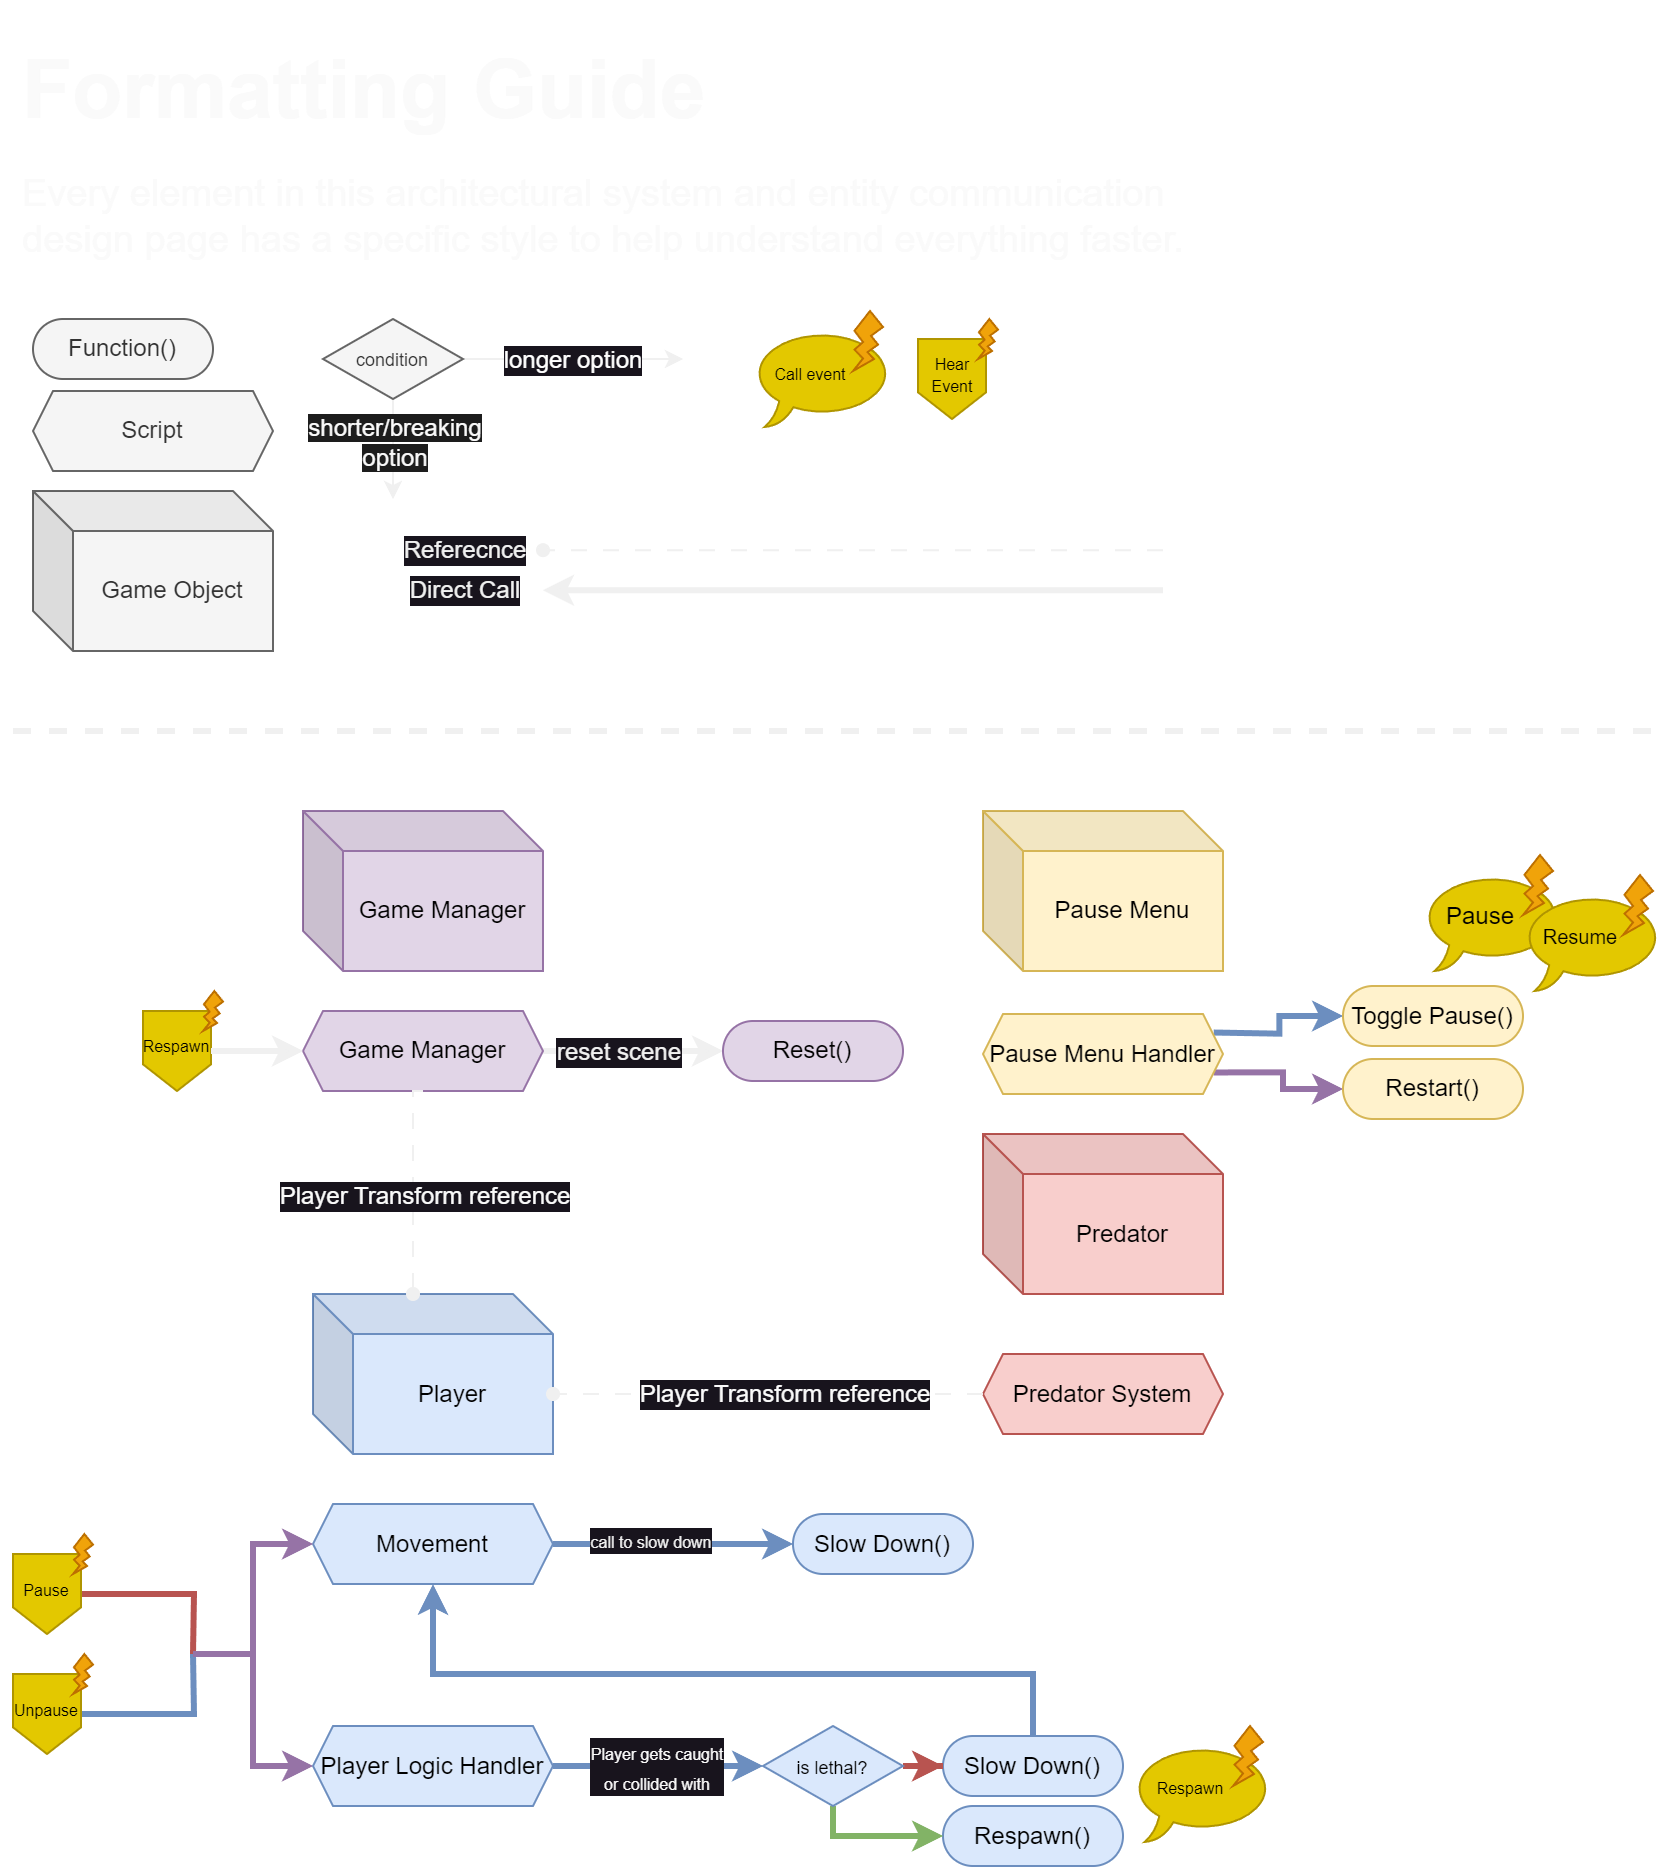 Formatting Guide
Every element in this architectural system and entity communication
design page has a specific style to help understand everything faster.
Function()
condition
longer option
Call event
Hear
Event
Script
shorter/breaking
option
Game Object
Referecnce
Direct Call
Game Manager
Pause Menu
Pause
Resume
Respawn
Game Manager
reset scene
Reset()
Pause Menu Handler
Toggle Pause()
Restart()
Player Transform reference
Predator
Player
Player Transform reference
Predator System
Movement
call to slow down
Slow Down()
Pause
Unpause
Player Logic Handler
Player gets caught
or collided with
is lethal?
Slow Down()
Respawn
Respawn()